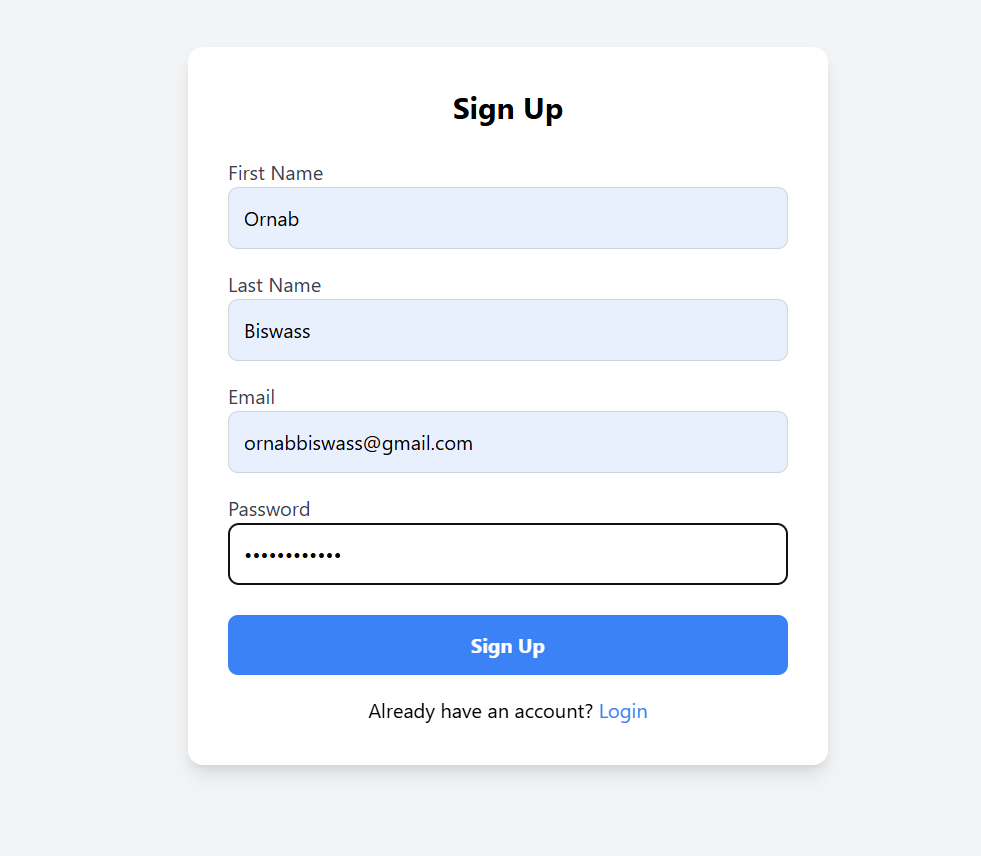 Sign Up
First Name
Ornab
Last Name
Biswass
Email
ornabbiswass@gmail.com
Password
••••••••••••
Sign Up
Already have an account? Login